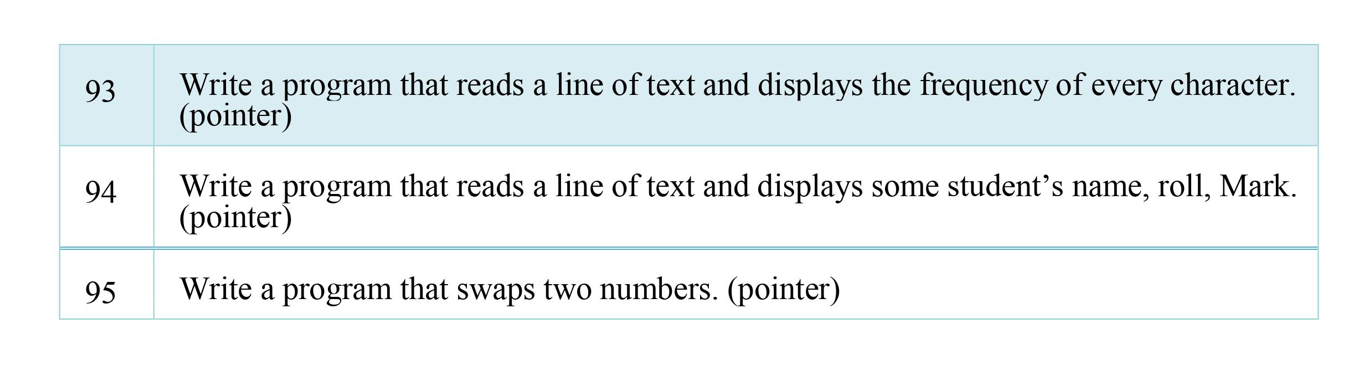 93
Write a program that reads a line of text and displays the frequency of every character.
(pointer)
94
Write a program that reads a line of text and displays some student’s name, roll, Mark.
(pointer)
95
Write a program that swaps two numbers. (pointer)